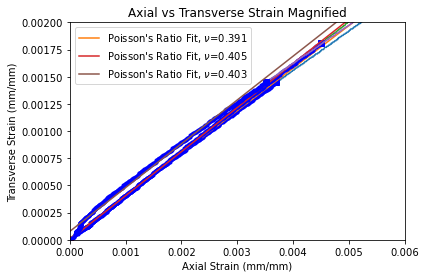 Axial vs Transverse Strain Magnified
0.00200
0.00175
0.00150
0.00125
0.00100
0.00075
0.00050
0.00025
0.00000
Transverse Strain (mm/mm)
Poisson's Ratio Fit, ν=0.391
Poisson's Ratio Fit, ν=0.405
Poisson's Ratio Fit, ν=0.403
0.000 0.001 0.002 0.003 0.004 0.005 0.006
Axial Strain (mm/mm)